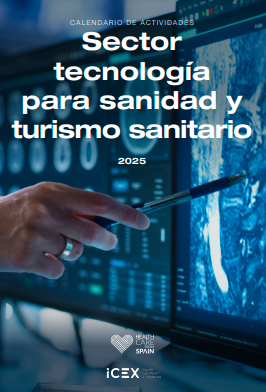 CALENDARIO DE ACTIVIDADES
Sector
tecnología
para sanidad y
turismo sanitario
2025
HEALTH
CARE
SPAIN
ICEX